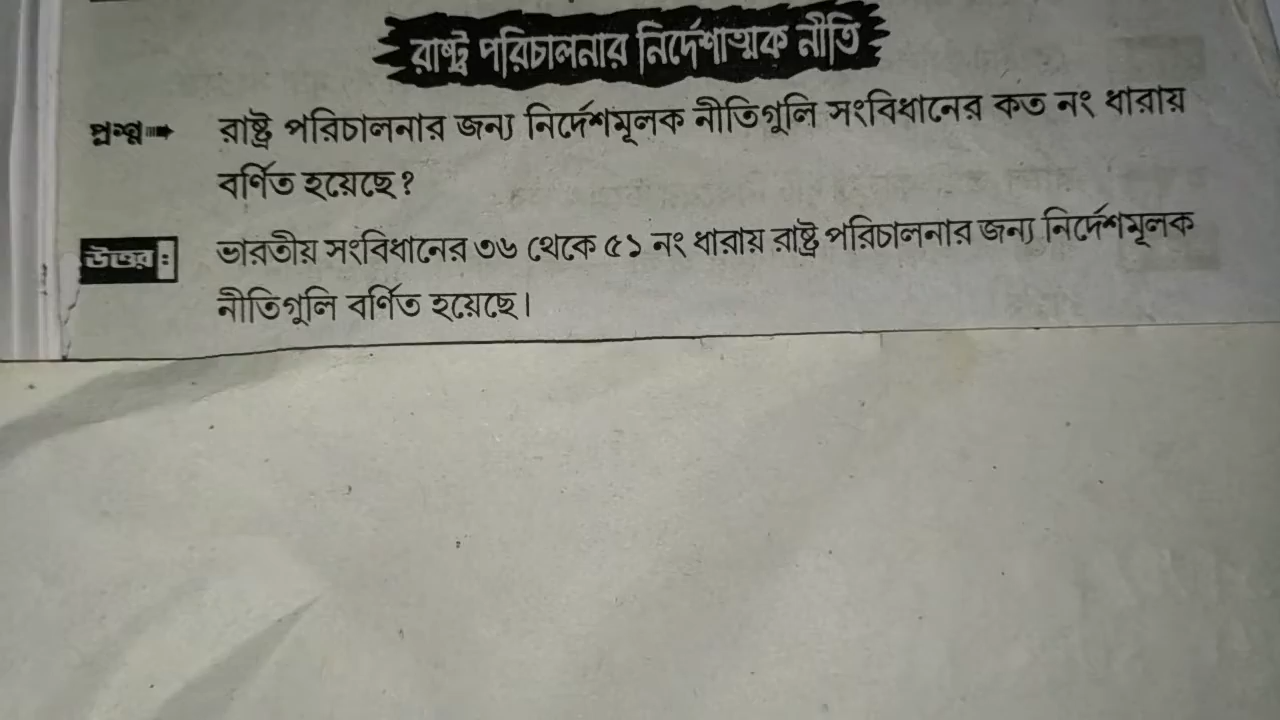 রাষ্ট্র পরিচালনার নির্দেশাত্মক নীতি
প্রশ্ন➟ রাষ্ট্র পরিচালনার জন্য নির্দেশমূলক নীতিগুলি সংবিধানের কত নং ধারায়
বর্ণিত হয়েছে?
উত্তর: ভারতীয় সংবিধানের ৩৬ থেকে ৫১ নং ধারায় রাষ্ট্র পরিচালনার জন্য নির্দেশমূলক
নীতিগুলি বর্ণিত হয়েছে।